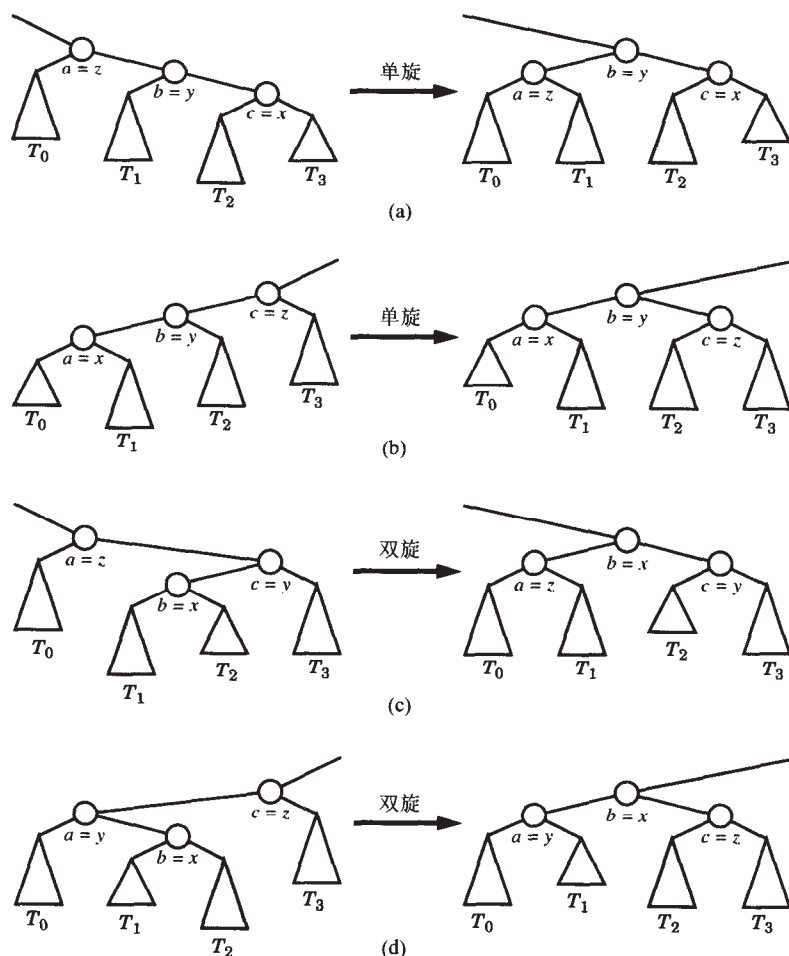 a = z
b = y
c = x
T0
T1
T2
T3
单旋
b = y
a = z
c = x
T0
T1
T2
T3
(a)
c = z
b = y
a = x
T0
T1
T2
T3
单旋
b = y
a = x
c = z
T0
T1
T2
T3
(b)
a = z
c = y
b = x
T0
T1
T2
T3
双旋
b = x
a = z
c = y
T0
T1
T2
T3
(c)
c = z
a = y
b = x
T0
T1
T2
T3
双旋
b = x
a = y
c = z
T0
T1
T2
T3
(d)